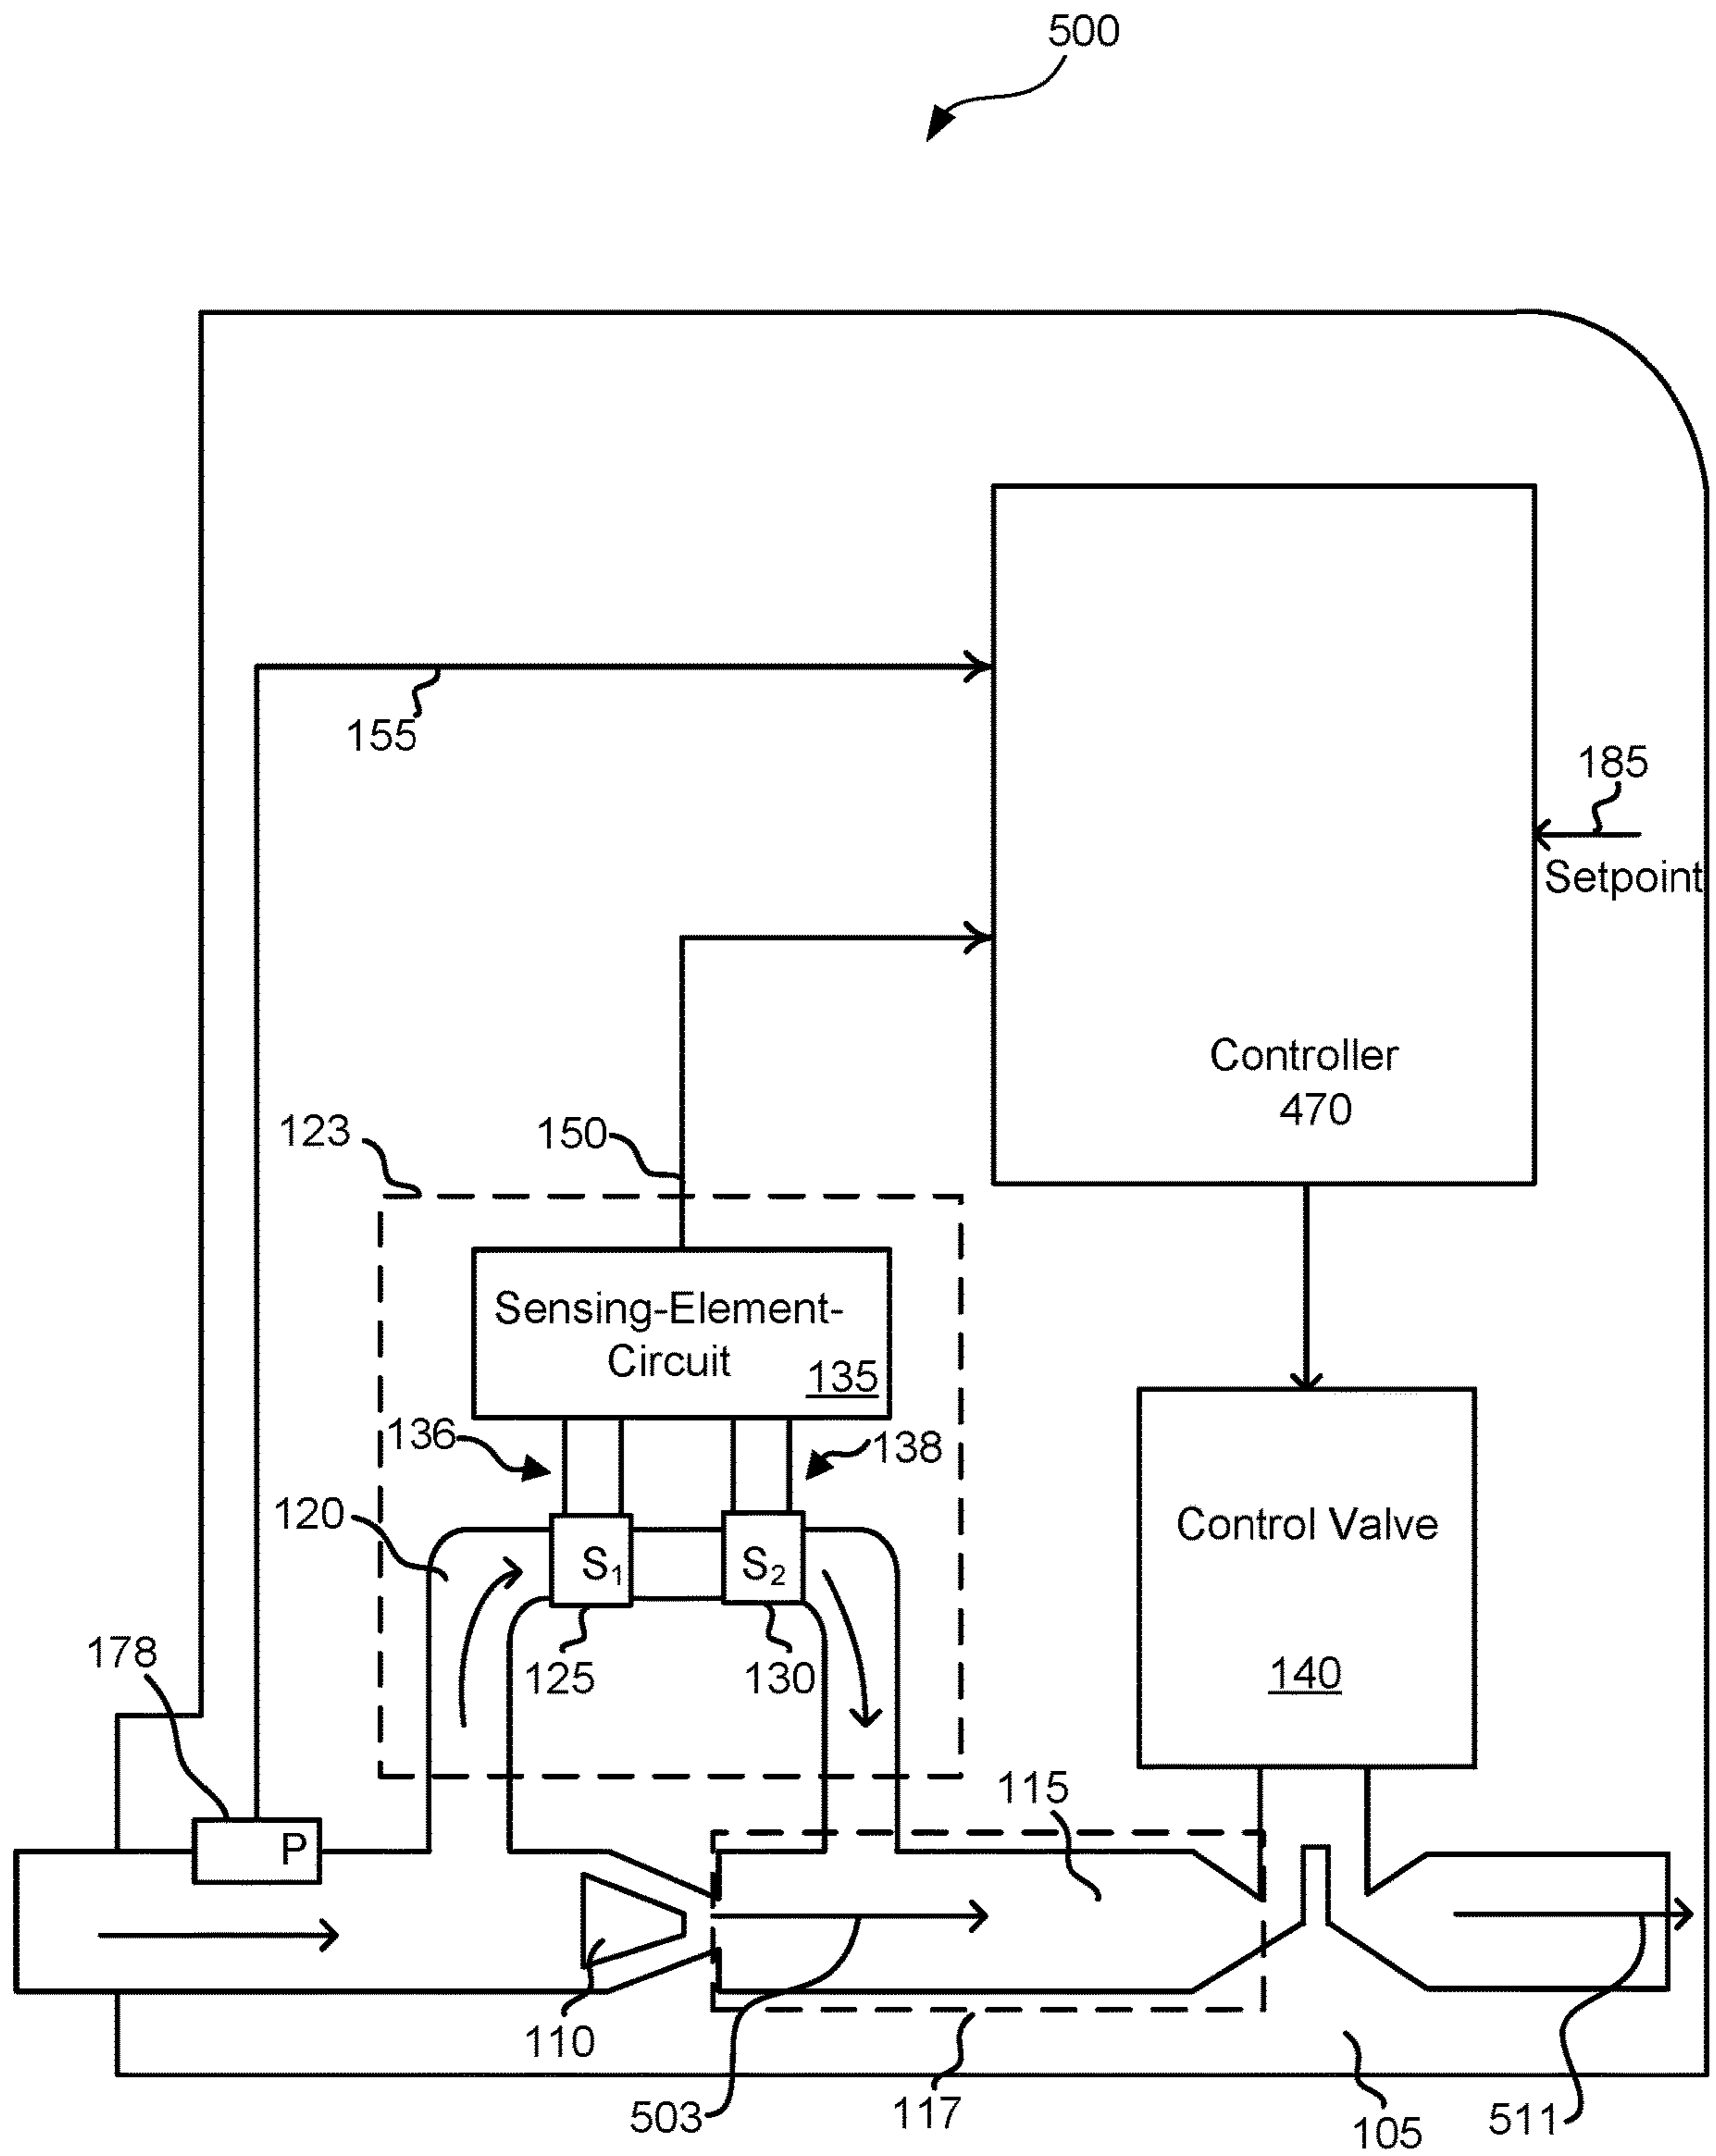 500
155
185
Setpoint
Controller
470
123
150
Sensing-Element-
Circuit
135
136
138
120
S1
S2
Control Valve
125
130
140
178
P
115
110
503
117
105
511